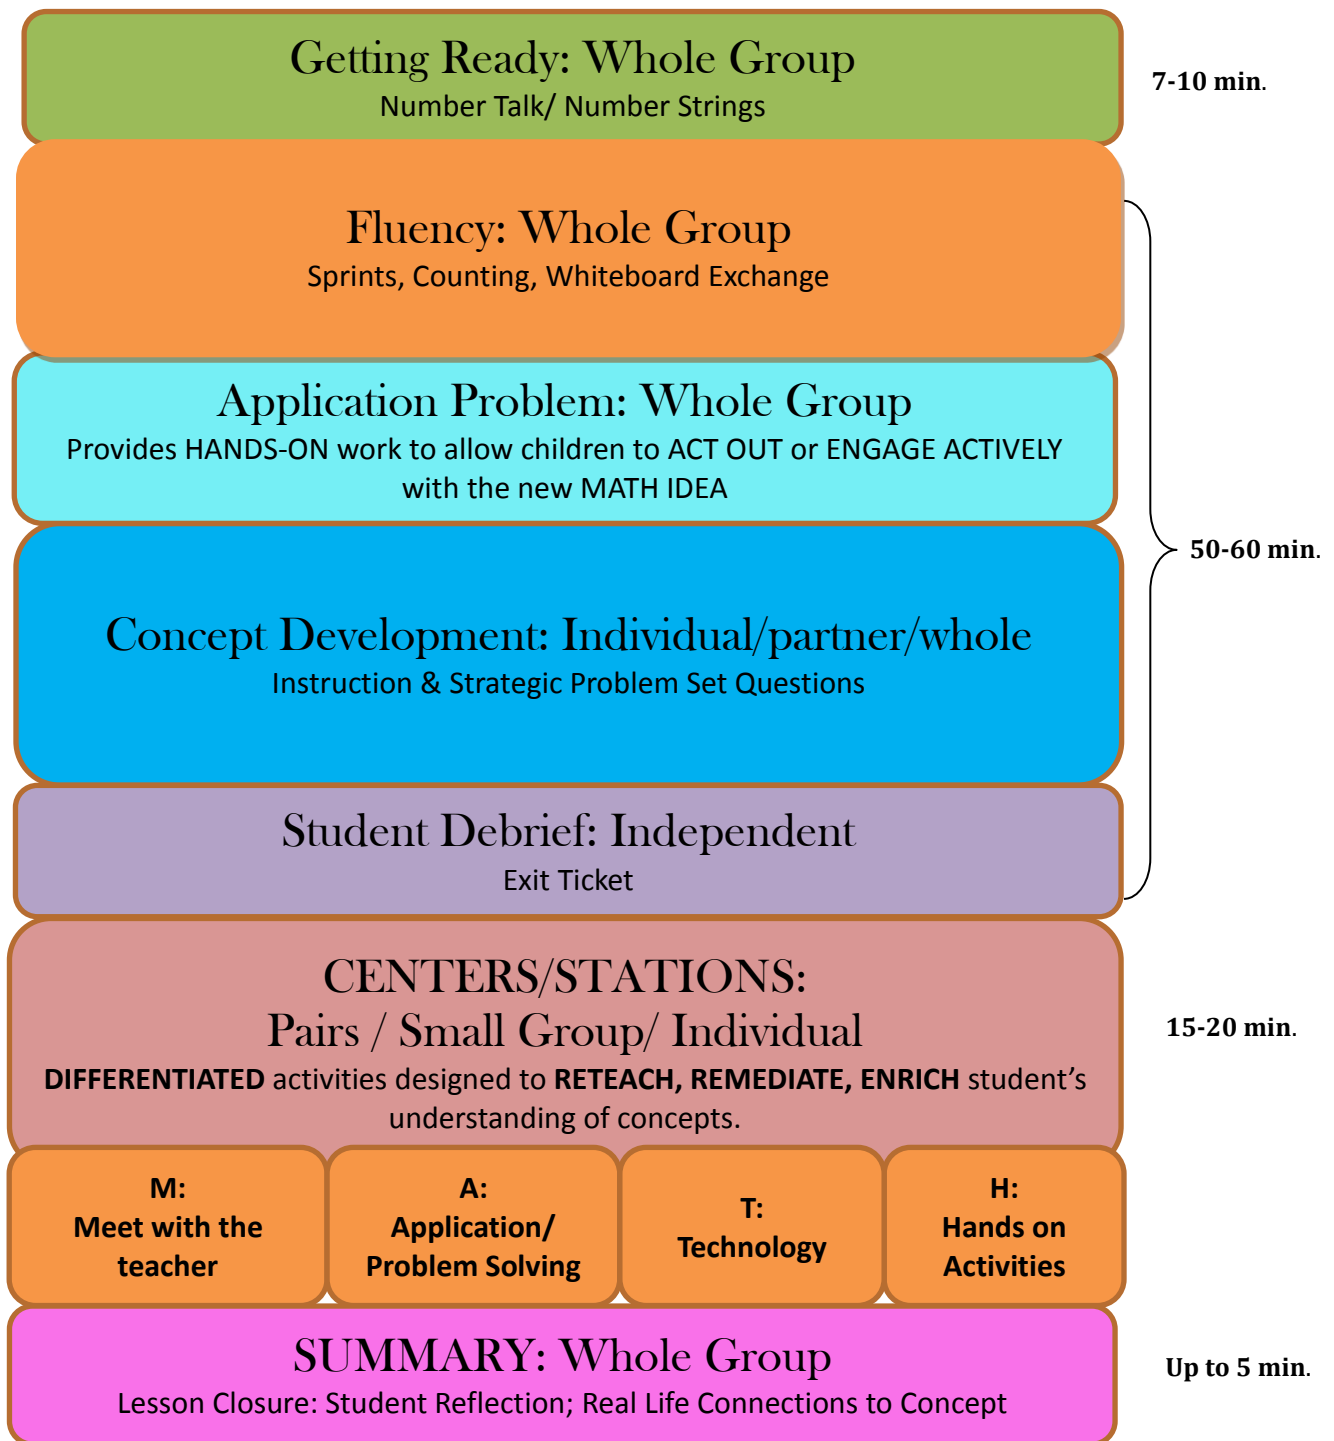 Getting Ready: Whole Group
Number Talk/ Number Strings
7-10 min.
Fluency: Whole Group
Sprints, Counting, Whiteboard Exchange
Application Problem: Whole Group
Provides HANDS-ON work to allow children to ACT OUT or ENGAGE ACTIVELY
with the new MATH IDEA
50-60 min.
Concept Development: Individual/partner/whole
Instruction & Strategic Problem Set Questions
Student Debrief: Independent
Exit Ticket
CENTERS/STATIONS:
Pairs / Small Group/ Individual
DIFFERENTIATED activities designed to RETEACH, REMEDIATE, ENRICH student’s
understanding of concepts.
15-20 min.
M:
Meet with the
teacher
A:
Application/
Problem Solving
T:
Technology
H:
Hands on
Activities
SUMMARY: Whole Group
Lesson Closure: Student Reflection; Real Life Connections to Concept
Up to 5 min.